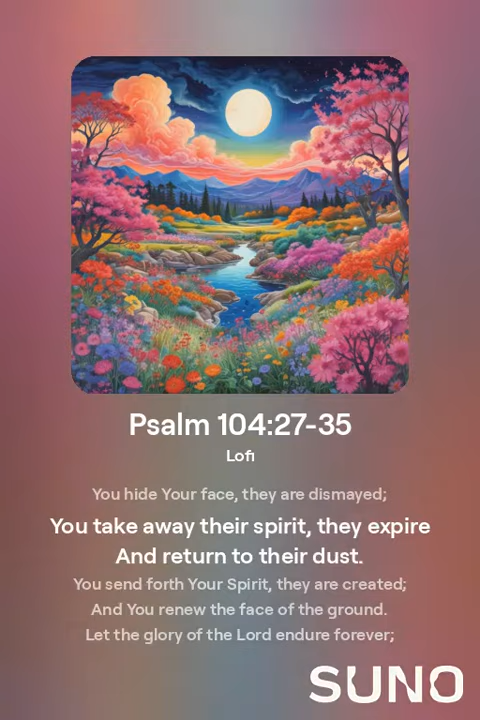 Psalm 104:27-35
Lofi
You hide Your face, they are dismayed;
You take away their spirit, they expire
And return to their dust.
You send forth Your Spirit, they are created;
And You renew the face of the ground.
Let the glory of the Lord endure forever;
SUNO